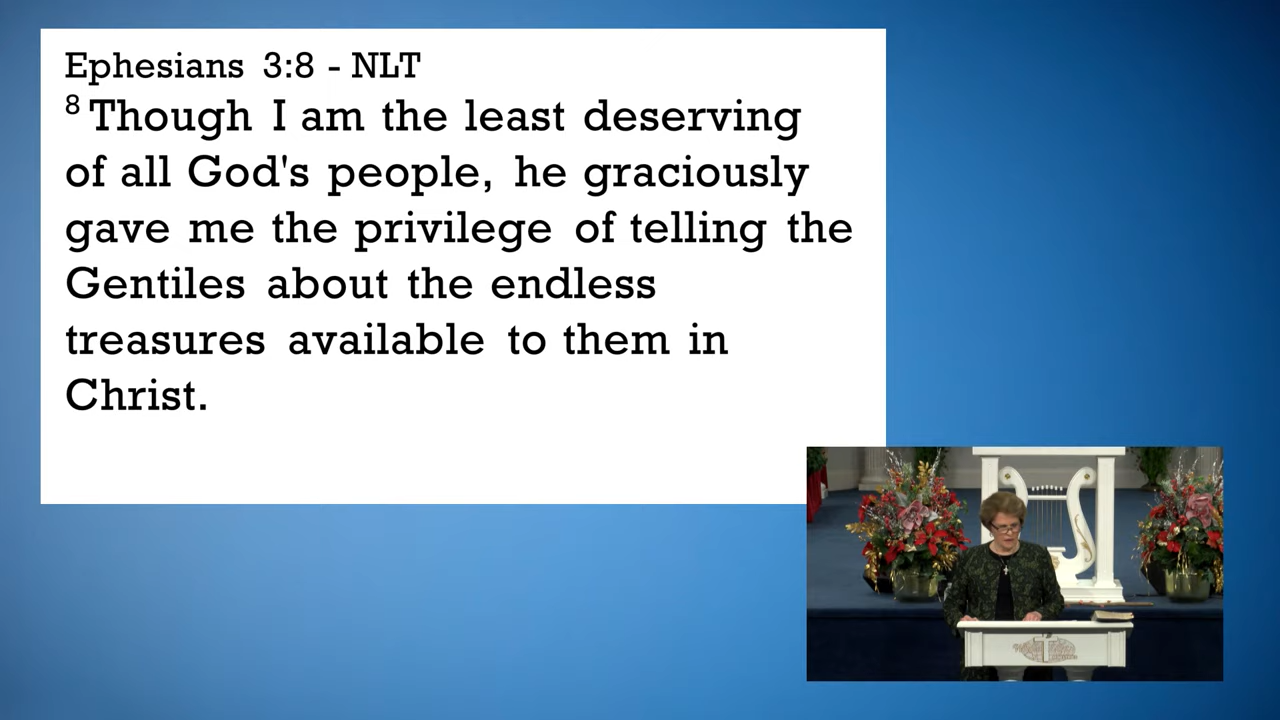 Ephesians 3:8 - NLT
8 Though I am the least deserving
of all God's people, he graciously
gave me the privilege of telling the
Gentiles about the endless
treasures available to them in
Christ.